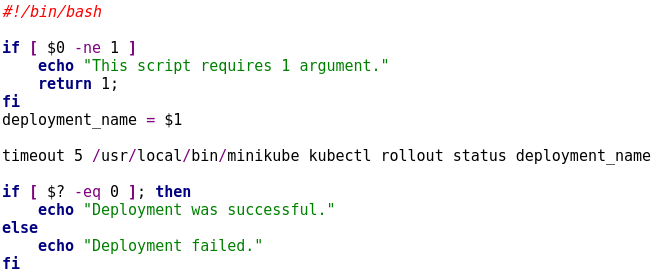 #!/bin/bash
if [ $0 -ne 1 ]
echo "This script requires 1 argument."
return 1;
fi
deployment_name = $1
timeout 5 /usr/local/bin/minikube kubectl rollout status deployment_name
if [ $? -eq 0 ]; then
echo "Deployment was successful."
else
echo "Deployment failed."
fi